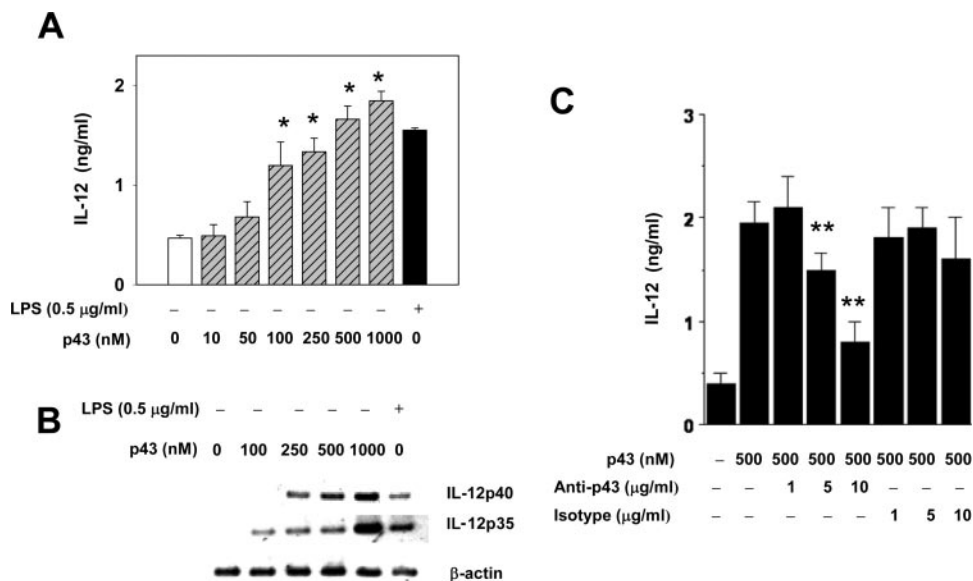 A
IL-12 (ng/ml)
2
1
0
* * * *
LPS (0.5 µg/ml) – – – – – – – +
p43 (nM) 0 10 50 100 250 500 1000 0
B
LPS (0.5 µg/ml) – – – – – +
p43 (nM) 0 100 250 500 1000 0
IL-12p40
IL-12p35
β-actin
C
IL-12 (ng/ml)
3
2
1
0
** **
p43 (nM) – 500 500 500 500 500 500 500
Anti-p43 (µg/ml) – – 1 5 10 – – –
Isotype (µg/ml) – – – – – 1 5 10